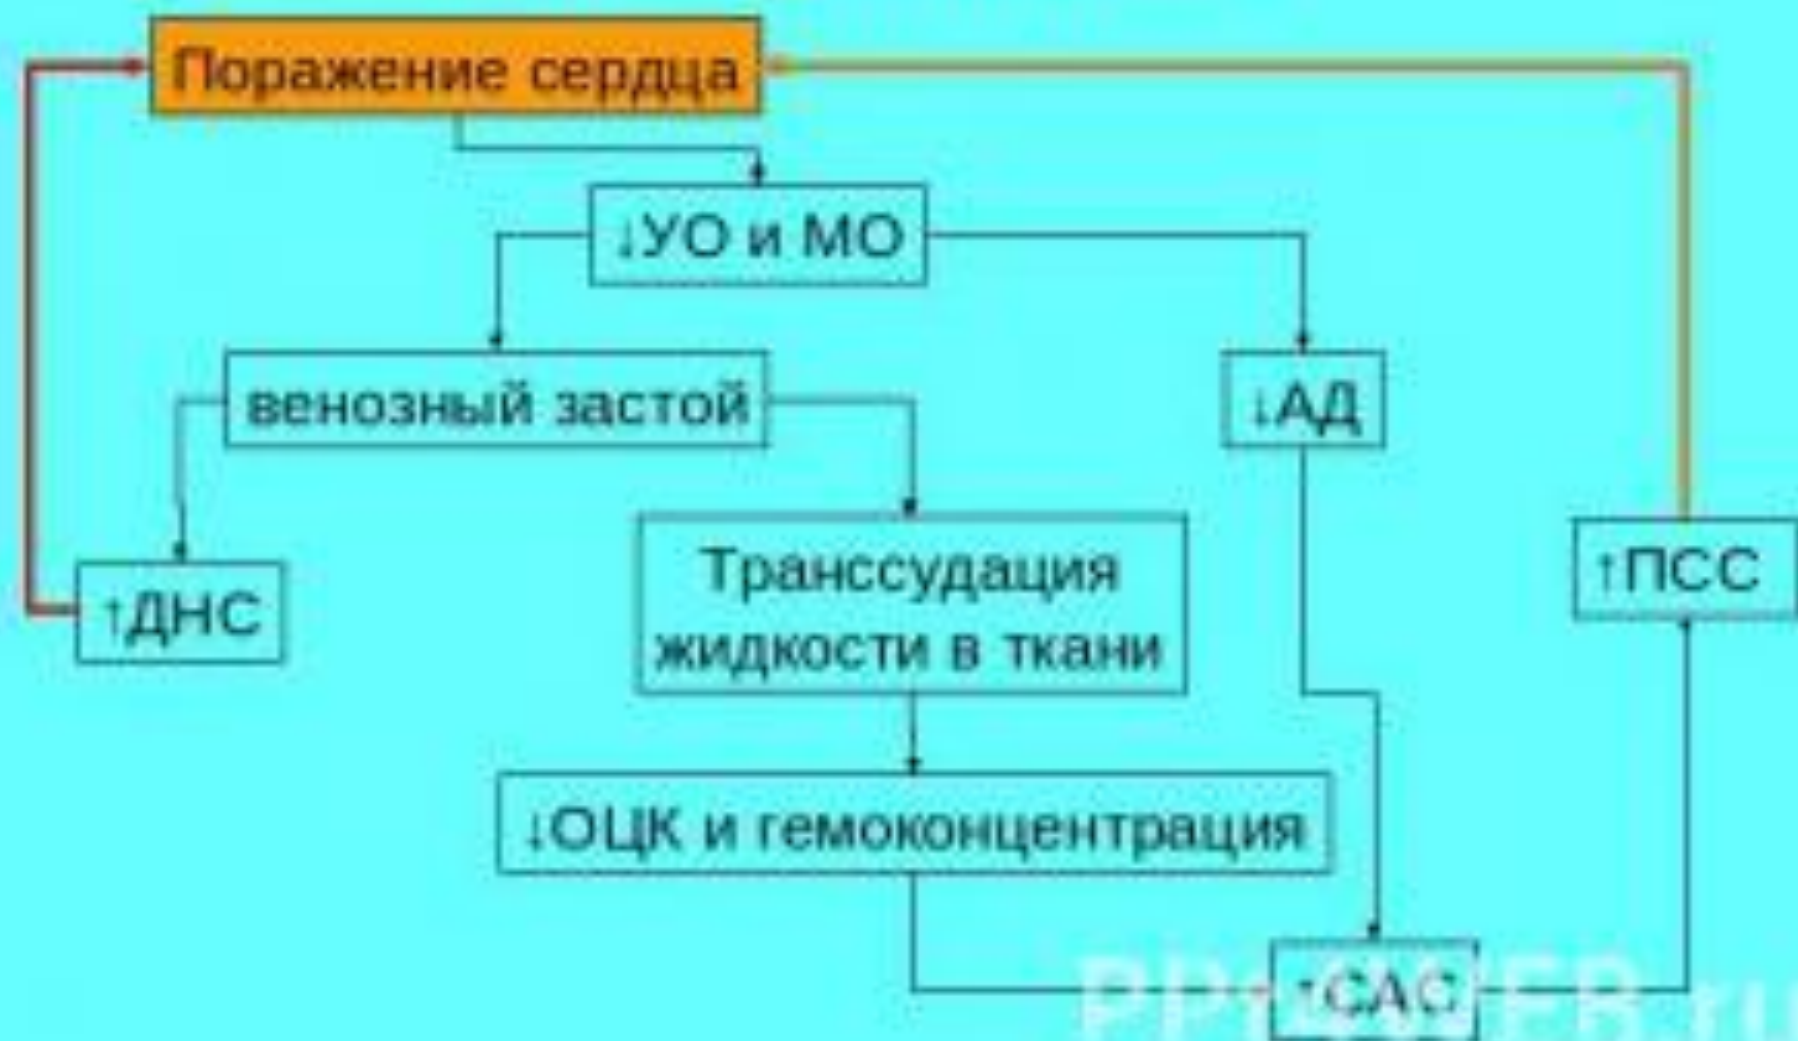 Поражение сердца
↓УО и МО
венозный застой
↓АД
↑ДНС
Транссудация
жидкости в ткани
↑ПСС
↓ОЦК и гемоконцентрация
↑САС